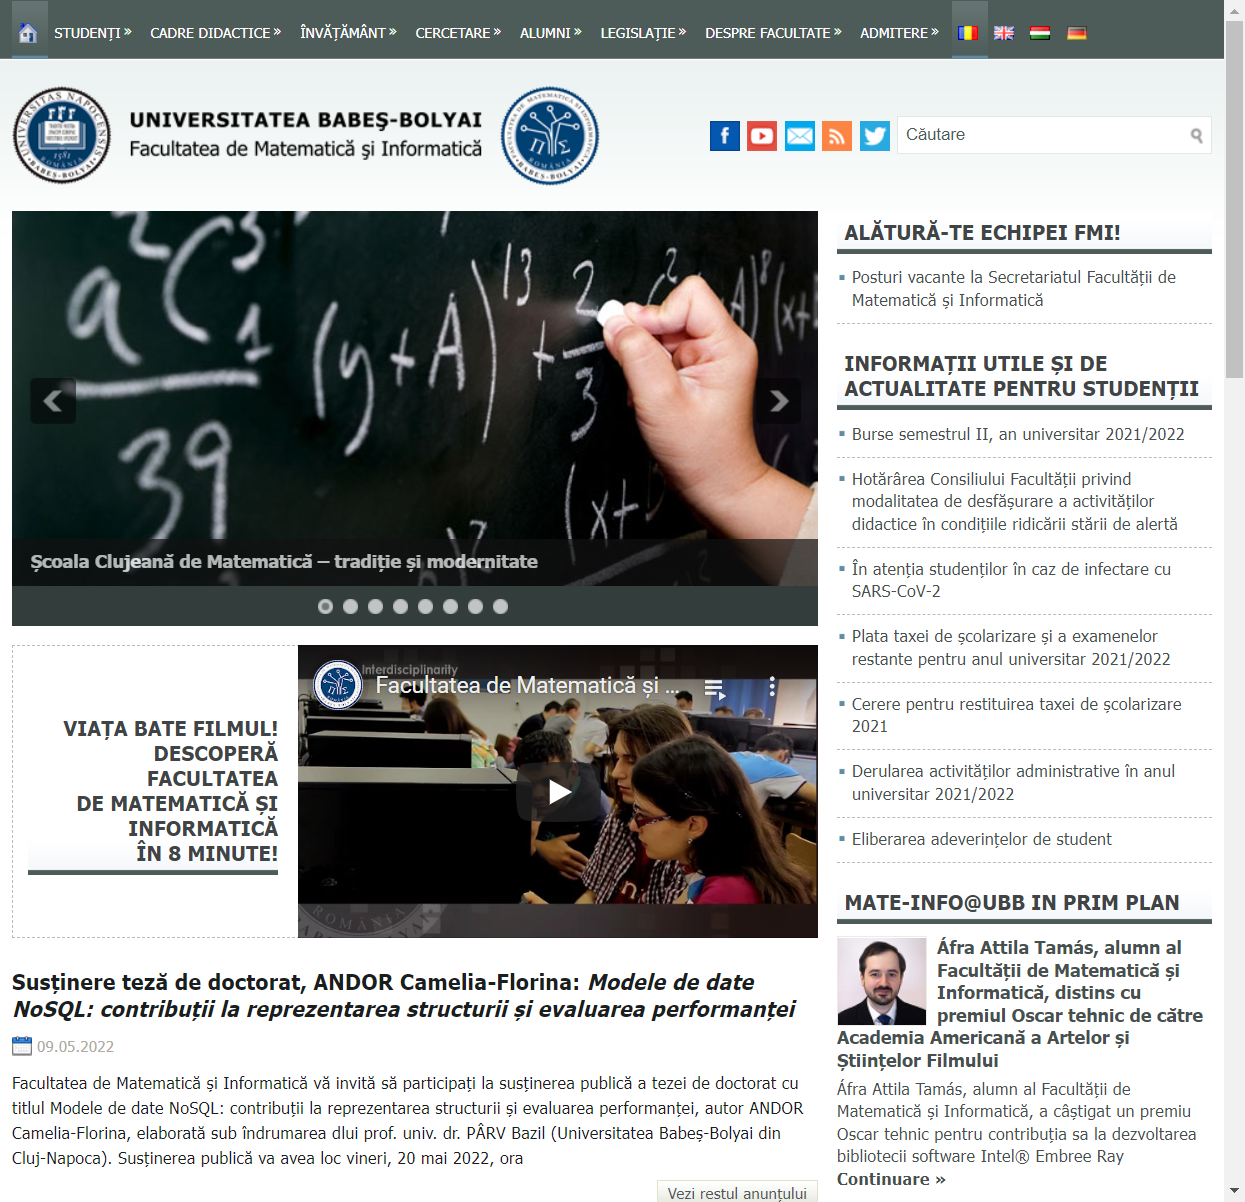 STUDENȚI »
CADRE DIDACTICE »
ÎNVĂȚĂMÂNT »
CERCETARE »
ALUMNI »
LEGISLAȚIE »
DESPRE FACULTATE »
ADMITERE »
UNIVERSITATEA BABEŞ-BOLYAI
Facultatea de Matematică şi Informatică
Căutare
Școala Clujeană de Matematică – tradiție și modernitate
VIAȚA BATE FILMUL!
DESCOPERĂ
FACULTATEA
DE MATEMATICĂ ȘI
INFORMATICĂ
ÎN 8 MINUTE!
Interdisciplinarity
Facultatea de Matematică și ...
Susținere teză de doctorat, ANDOR Camelia-Florina: Modele de date
NoSQL: contribuții la reprezentarea structurii și evaluarea performanței
09.05.2022
Facultatea de Matematică şi Informatică vă invită să participați la susținerea publică a tezei de doctorat cu
titlul Modele de date NoSQL: contribuții la reprezentarea structurii și evaluarea performanței, autor ANDOR
Camelia-Florina, elaborată sub îndrumarea dlui prof. univ. dr. PÂRV Bazil (Universitatea Babeș-Bolyai din
Cluj-Napoca). Susținerea publică va avea loc vineri, 20 mai 2022, ora
Vezi restul anunțului
ALĂTURĂ-TE ECHIPEI FMI!
Posturi vacante la Secretariatul Facultății de
Matematică și Informatică
INFORMAȚII UTILE ȘI DE
ACTUALITATE PENTRU STUDENȚII
Burse semestrul II, an universitar 2021/2022
Hotărârea Consiliului Facultății privind
modalitatea de desfășurare a activităților
didactice în condițiile ridicării stării de alertă
În atenția studenților în caz de infectare cu
SARS-CoV-2
Plata taxei de școlarizare și a examenelor
restante pentru anul universitar 2021/2022
Cerere pentru restituirea taxei de școlarizare
2021
Derularea activităților administrative în anul
universitar 2021/2022
Eliberarea adeverințelor de student
MATE-INFO@UBB IN PRIM PLAN
Áfra Attila Tamás, alumn al
Facultății de Matematică și
Informatică, distins cu
premiul Oscar tehnic de către
Academia Americană a Artelor și
Științelor Filmului
Áfra Attila Tamás, alumn al Facultății de
Matematică și Informatică, a câștigat un premiu
Oscar tehnic pentru contribuția sa la dezvoltarea
bibliotecii software Intel® Embree Ray
Continuare »